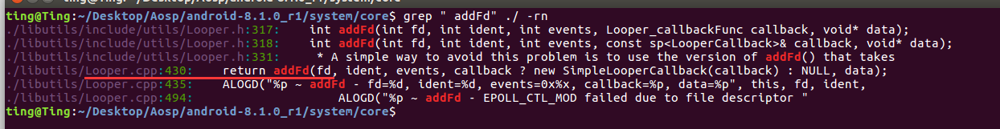 ting@Ting:~/Desktop/Aosp/android-8.1.0_r1/system/core$ grep " addFd" ./ -rn
./libutils/include/utils/Looper.h:317:    int addFd(int fd, int ident, int events, Looper_callbackFunc callback, void* data);
./libutils/include/utils/Looper.h:318:    int addFd(int fd, int ident, int events, const sp<LooperCallback>& callback, void* data);
./libutils/include/utils/Looper.h:331:     * A simple way to avoid this problem is to use the version of addFd() that takes
./libutils/Looper.cpp:430:    return addFd(fd, ident, events, callback ? new SimpleLooperCallback(callback) : NULL, data);
./libutils/Looper.cpp:435:    ALOGD("%p ~ addFd - fd=%d, ident=%d, events=0x%x, callback=%p, data=%p", this, fd, ident,
./libutils/Looper.cpp:494:                    ALOGD("%p ~ addFd - EPOLL_CTL_MOD failed due to file descriptor "
ting@Ting:~/Desktop/Aosp/android-8.1.0_r1/system/core$